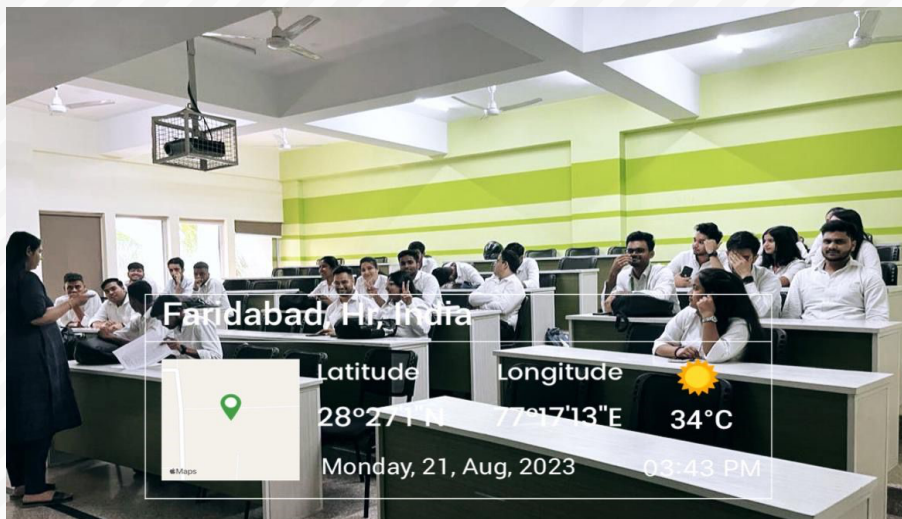 Faridabad, Hr, India
Latitude Longitude
28°27'1"N 77°17'13"E 34°C
Monday, 21, Aug, 2023 03:43 PM
Maps